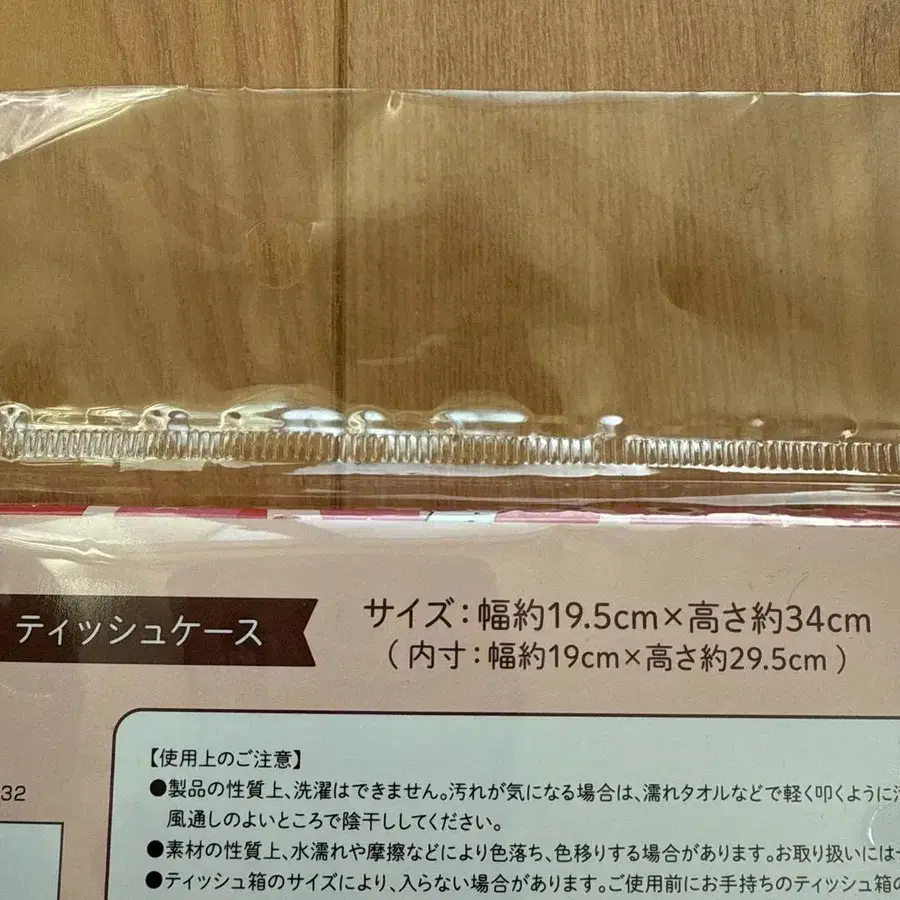 ティッシュケース
サイズ：幅約19.5cm×高さ約34cm
（内寸：幅約19cm×高さ約29.5cm）
32
【使用上のご注意】
●製品の性質上、洗濯はできません。汚れが気になる場合は、濡れタオルなどで軽く叩くように
風通しのよいところで陰干ししてください。
●素材の性質上、水濡れや摩擦などにより色落ち、色移りする場合があります。お取り扱いには
●ティッシュ箱のサイズにより、入らない場合があります。ご使用前にお手持ちのティッシュ箱の